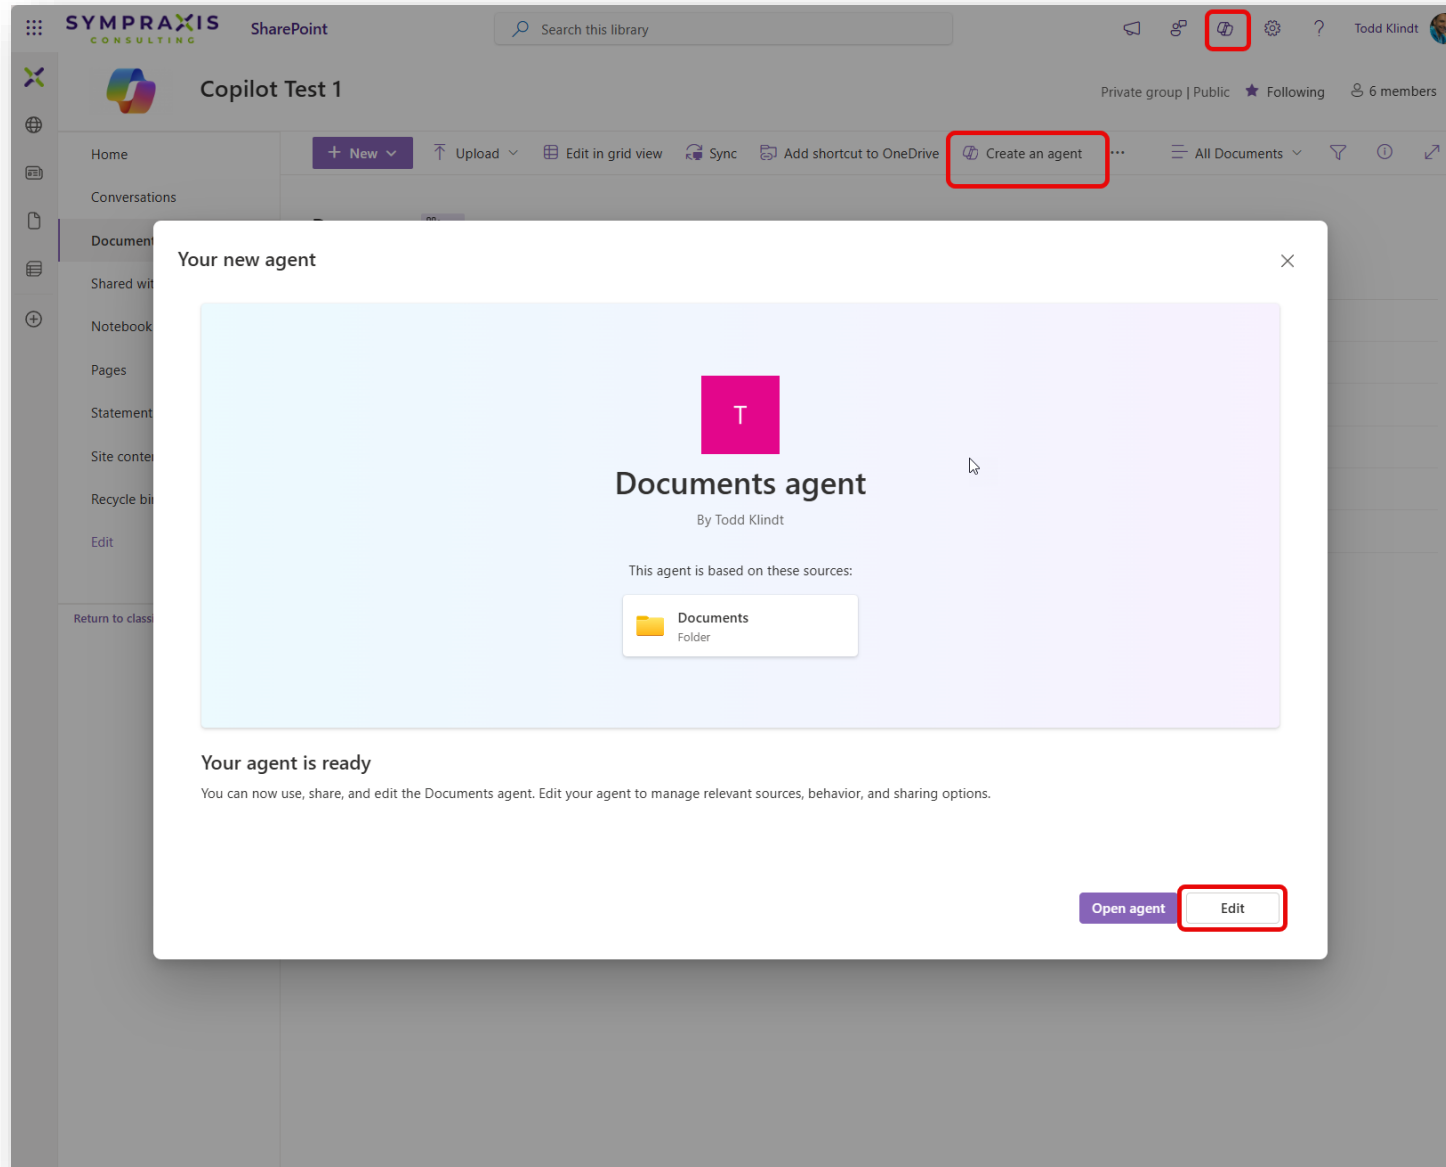 SYMPRAXIS
CONSULTING
SharePoint
Search this library
Todd Klindt
Copilot Test 1
Private group | Public
Following
6 members
Home
Conversations
Document
Shared wit
Notebook
Pages
Statement
Site conte
Recycle bi
Edit
Return to class
New
Upload
Edit in grid view
Sync
Add shortcut to OneDrive
Create an agent
All Documents
Your new agent
T
Documents agent
By Todd Klindt
This agent is based on these sources:
Documents
Folder
Your agent is ready
You can now use, share, and edit the Documents agent. Edit your agent to manage relevant sources, behavior, and sharing options.
Open agent
Edit